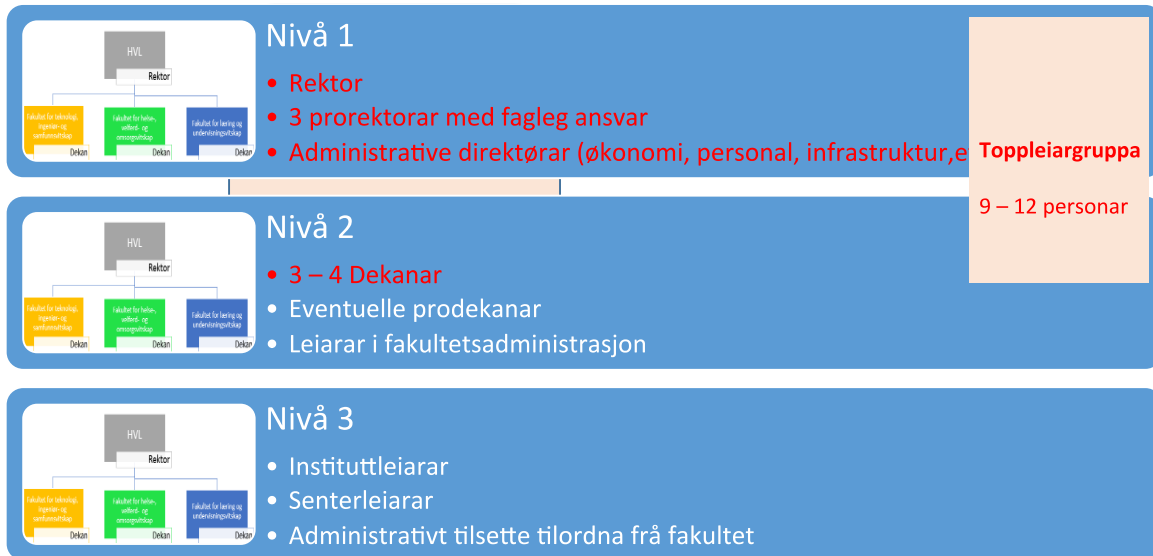 Nivå 1
• Rektor
• 3 prorektorar med fagleg ansvar
• Administrative direktørar (økonomi, personal, infrastruktur,e
Toppleiargruppa
9 – 12 personar
HVL
Rektor
Fakultet for teknologi, ingeniør- og samfunnsvitskap
Dekan
Fakultet for helse-, velferd- og omsorgsvitskap
Dekan
Fakultet for læring og undervisningsvitskap
Dekan
Nivå 2
• 3 – 4 Dekanar
• Eventuelle prodekanar
• Leiarar i fakultetsadministrasjon
HVL
Rektor
Fakultet for teknologi, ingeniør- og samfunnsvitskap
Dekan
Fakultet for helse-, velferd- og omsorgsvitskap
Dekan
Fakultet for læring og undervisningsvitskap
Dekan
Nivå 3
• Instituttleiarar
• Senterleiarar
• Administrativt tilsette tilordna frå fakultet
HVL
Rektor
Fakultet for teknologi, ingeniør- og samfunnsvitskap
Dekan
Fakultet for helse-, velferd- og omsorgsvitskap
Dekan
Fakultet for læring og undervisningsvitskap
Dekan